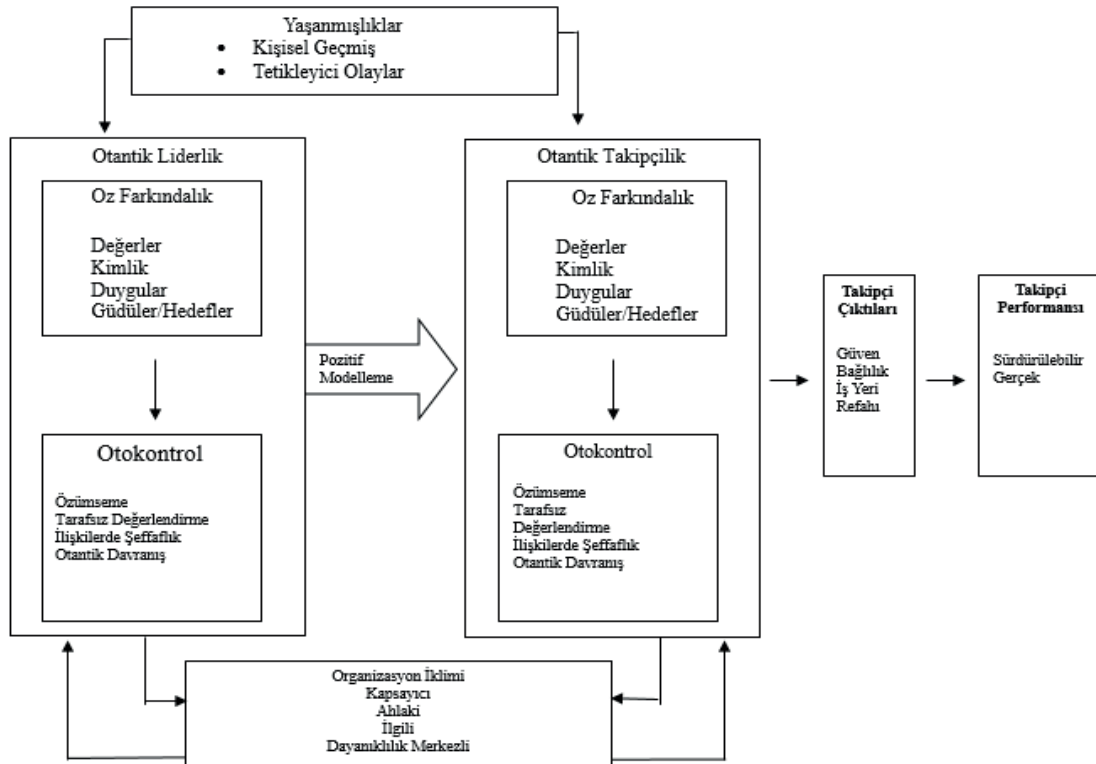 Yaşanmışlıklar
• Kişisel Geçmiş
• Tetikleyici Olaylar
Otantik Liderlik
Oz Farkındalık
Değerler
Kimlik
Duygular
Güdüler/Hedefler
Otokontrol
Özümseme
Tarafsız Değerlendirme
İlişkilerde Şeffaflık
Otantik Davranış
Pozitif
Modelleme
Otantik Takipçilik
Oz Farkındalık
Değerler
Kimlik
Duygular
Güdüler/Hedefler
Otokontrol
Özümseme
Tarafsız
Değerlendirme
İlişkilerde Şeffaflık
Otantik Davranış
Takipçi
Çıktıları
Güven
Bağlılık
İş Yeri
Refahı
Takipçi
Performansı
Sürdürülebilir
Gerçek
Organizasyon İklimi
Kapsayıcı
Ahlaki
İlgili
Dayanıklılık Merkezli